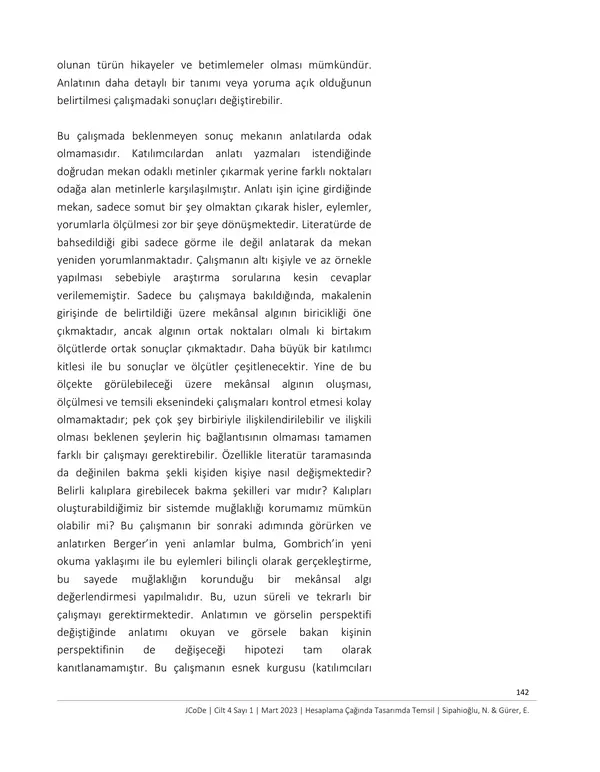 olunan türün hikayeler ve betimlemeler olması mümkündür.
Anlatının daha detaylı bir tanımı veya yoruma açık olduğunun
belirtilmesi çalışmadaki sonuçları değiştirebilir.
Bu çalışmada beklenmeyen sonuç mekanın anlatılarda odak
olmamasıdır. Katılımcılardan anlatı yazmaları istendiğinde
doğrudan mekan odaklı metinler çıkarmak yerine farklı noktaları
odağa alan metinlerle karşılaşılmıştır. Anlatı işin içine girdiğinde
mekan, sadece somut bir şey olmaktan çıkarak hisler, eylemler,
yorumlarla ölçülmesi zor bir şeye dönüşmektedir. Literatürde de
bahsedildiği gibi sadece görme ile değil anlatarak da mekan
yeniden yorumlanmaktadır. Çalışmanın altı kişiyle ve az örnekle
yapılması sebebiyle araştırma sorularına kesin cevaplar
verilememiştir. Sadece bu çalışmaya bakıldığında, makalenin
girişinde de belirtildiği üzere mekânsal algının biricikliği öne
çıkmaktadır, ancak algının ortak noktaları olmalı ki birtakım
ölçütlerde ortak sonuçlar çıkmaktadır. Daha büyük bir katılımcı
kitlesi ile bu sonuçlar ve ölçütler çeşitlenecektir. Yine de bu
ölçekte görülebileceği üzere mekânsal algının oluşması,
ölçülmesi ve temsili eksenindeki çalışmaları kontrol etmesi kolay
olmamaktadır; pek çok şey birbiriyle ilişkilendirilebilir ve ilişkili
olması beklenen şeylerin hiç bağlantısının olmaması tamamen
farklı bir çalışmayı gerektirebilir. Özellikle literatür taramasında
da değinilen bakma şekli kişiden kişiye nasıl değişmektedir?
Belirli kalıplara girebilecek bakma şekilleri var mıdır? Kalıpları
oluşturabildiğimiz bir sistemde muğlaklığı korumamız mümkün
olabilir mi? Bu çalışmanın bir sonraki adımında görürken ve
anlatırken Berger’in yeni anlamlar bulma, Gombrich’in yeni
okuma yaklaşımı ile bu eylemleri bilinçli olarak gerçekleştirme,
bu sayede muğlaklığın korunduğu bir mekânsal algı
değerlendirmesi yapılmalıdır. Bu, uzun süreli ve tekrarlı bir
çalışmayı gerektirmektedir. Anlatımın ve görselin perspektifi
değiştiğinde anlatımı okuyan ve görsele bakan kişinin
perspektifinin de değişeceği hipotezi tam olarak
kanıtlanamamıştır. Bu çalışmanın esnek kurgusu (katılımcıları
142
JCoDe | Cilt 4 Sayı 1 | Mart 2023 | Hesaplama Çağında Tasarımda Temsil | Sipahioğlu, N. & Gürer, E.